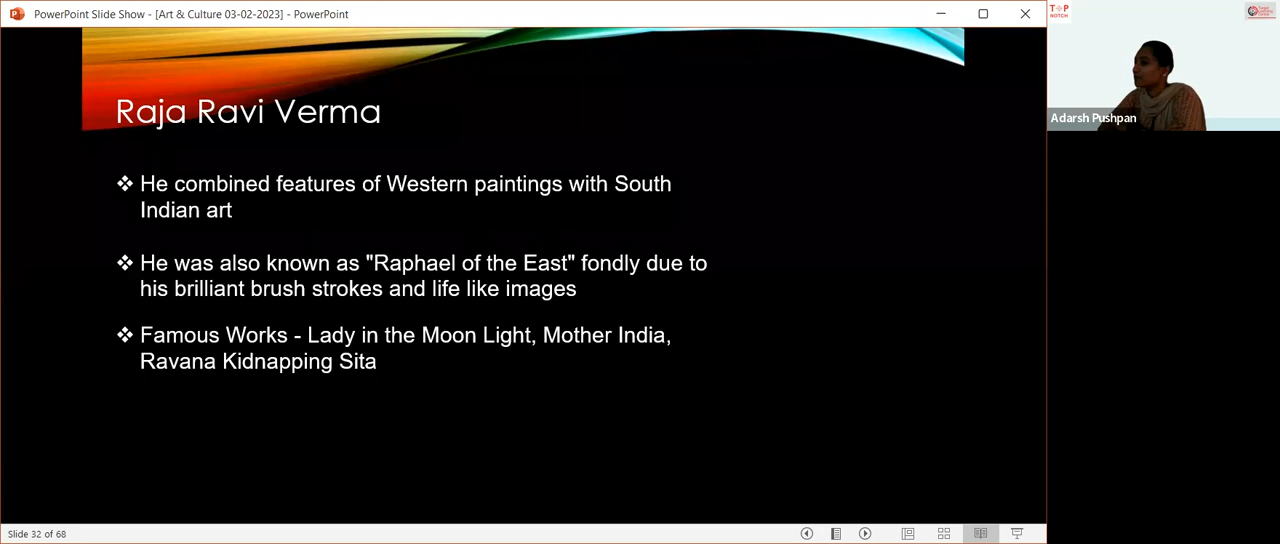 PowerPoint Slide Show - [Art & Culture 03-02-2023] - PowerPoint
T P
NOTCH
Raja Ravi Verma
Adarsh Pushpan
❖ He combined features of Western paintings with South
Indian art
❖ He was also known as "Raphael of the East" fondly due to
his brilliant brush strokes and life like images
❖ Famous Works - Lady in the Moon Light, Mother India,
Ravana Kidnapping Sita
Slide 32 of 68